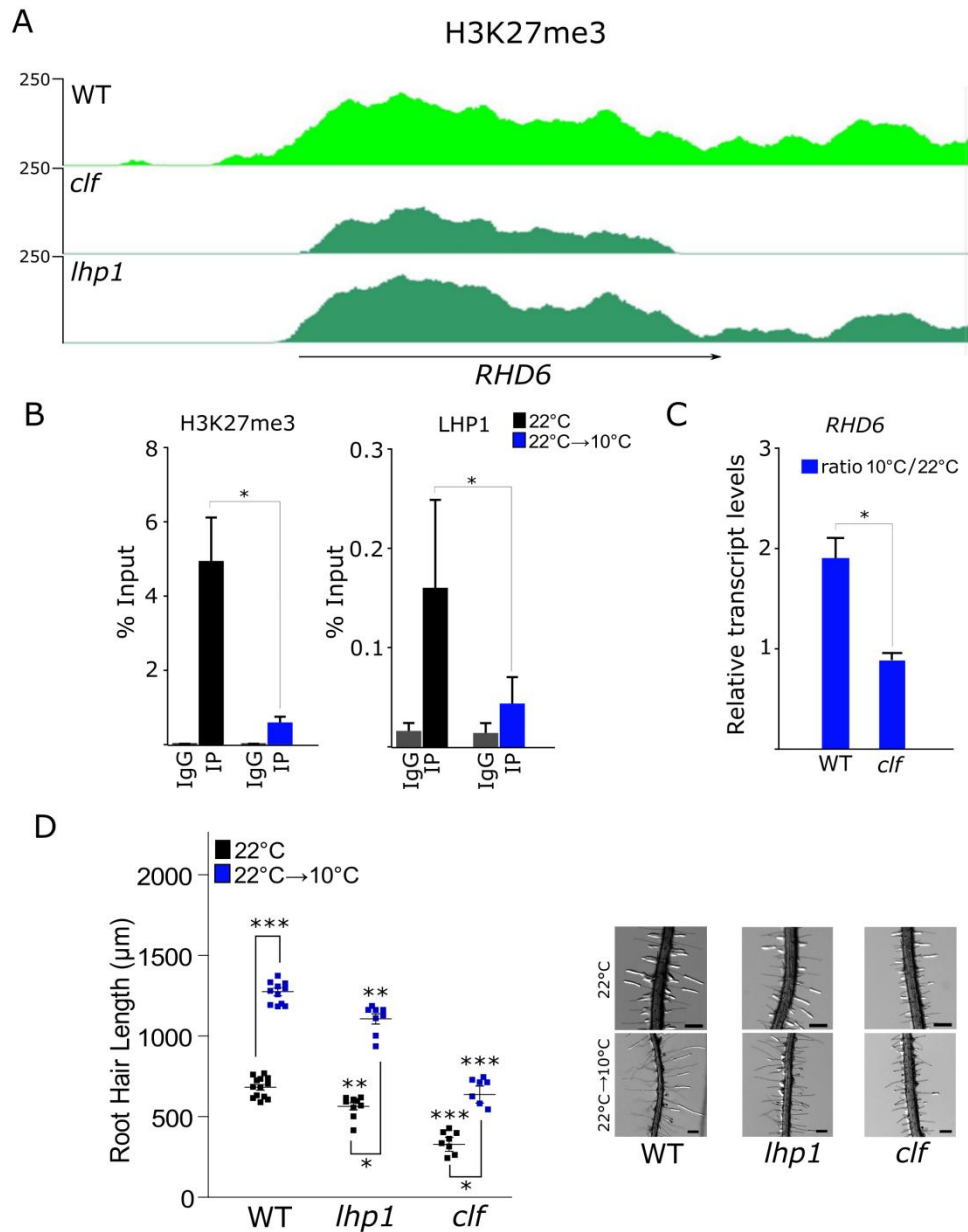 A
H3K27me3
250
WT
250
clf
250
lhp1
RHD6
B
H3K27me3
LHP1
22°C
22°C→10°C
8
6
4
2
% Input
*
IgG
IP
IgG
IP
0.3
0.2
0.1
% Input
*
IgG
IP
IgG
IP
C
RHD6
3
2
1
Relative transcript levels
ratio 10°C/22°C
*
WT
clf
D
22°C
22°C→10°C
2000
1500
1000
500
0
Root Hair Length (µm)
***
**
**
*
***
***
*
WT
lhp1
clf
22°C
22°C→10°C
WT
lhp1
clf